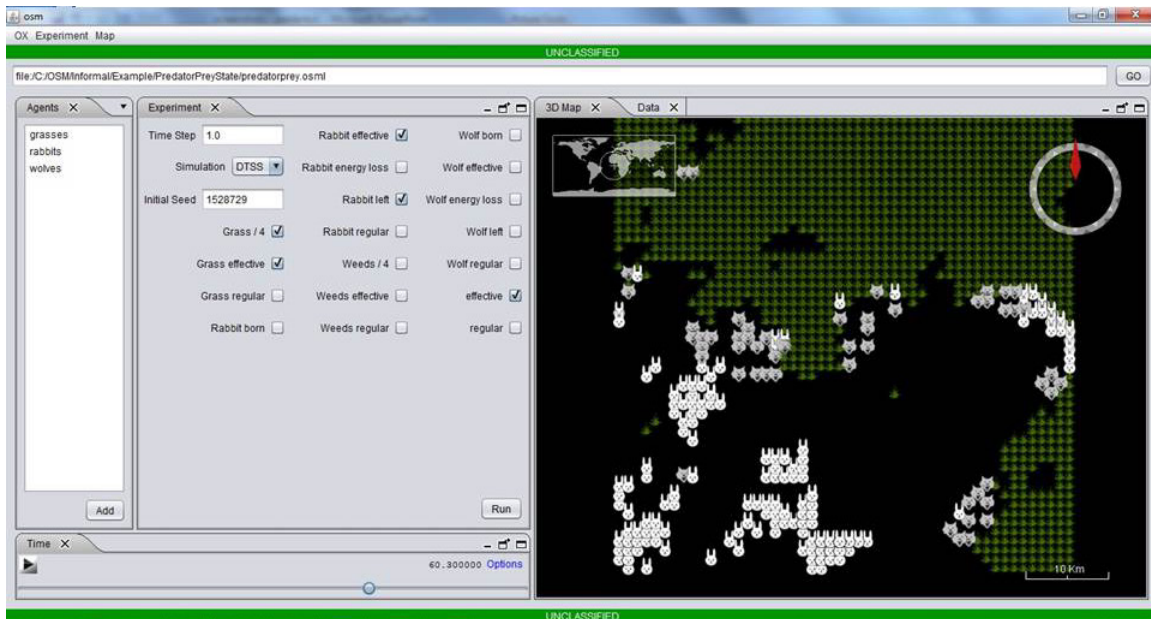 osm
OX Experiment Map
UNCLASSIFIED
file:/C:/OSM/Informal/Example/PredatorPreyState/predatorprey.osml
GO
Agents
grasses
rabbits
wolves
Add
Experiment
Time Step 1.0 Rabbit effective Wolf born
Simulation DTSS Rabbit energy loss Wolf effective
Initial Seed 1528729 Rabbit left Wolf energy loss
Grass / 4 Rabbit regular Wolf left
Grass effective Weeds / 4 Wolf regular
Grass regular Weeds effective effective
Rabbit born Weeds regular regular
Run
3D Map Data
10 Km
Time
60.300000 Options
UNCLASSIFIED